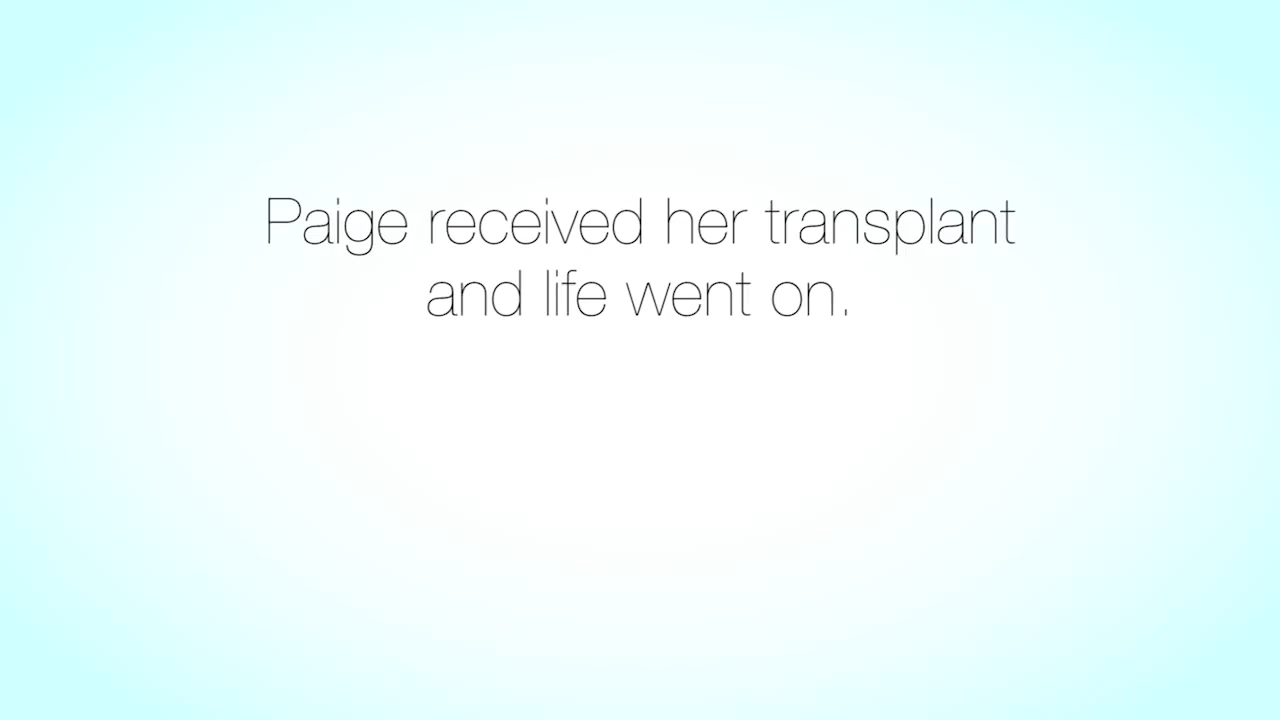 Paige received her transplant
and life went on.